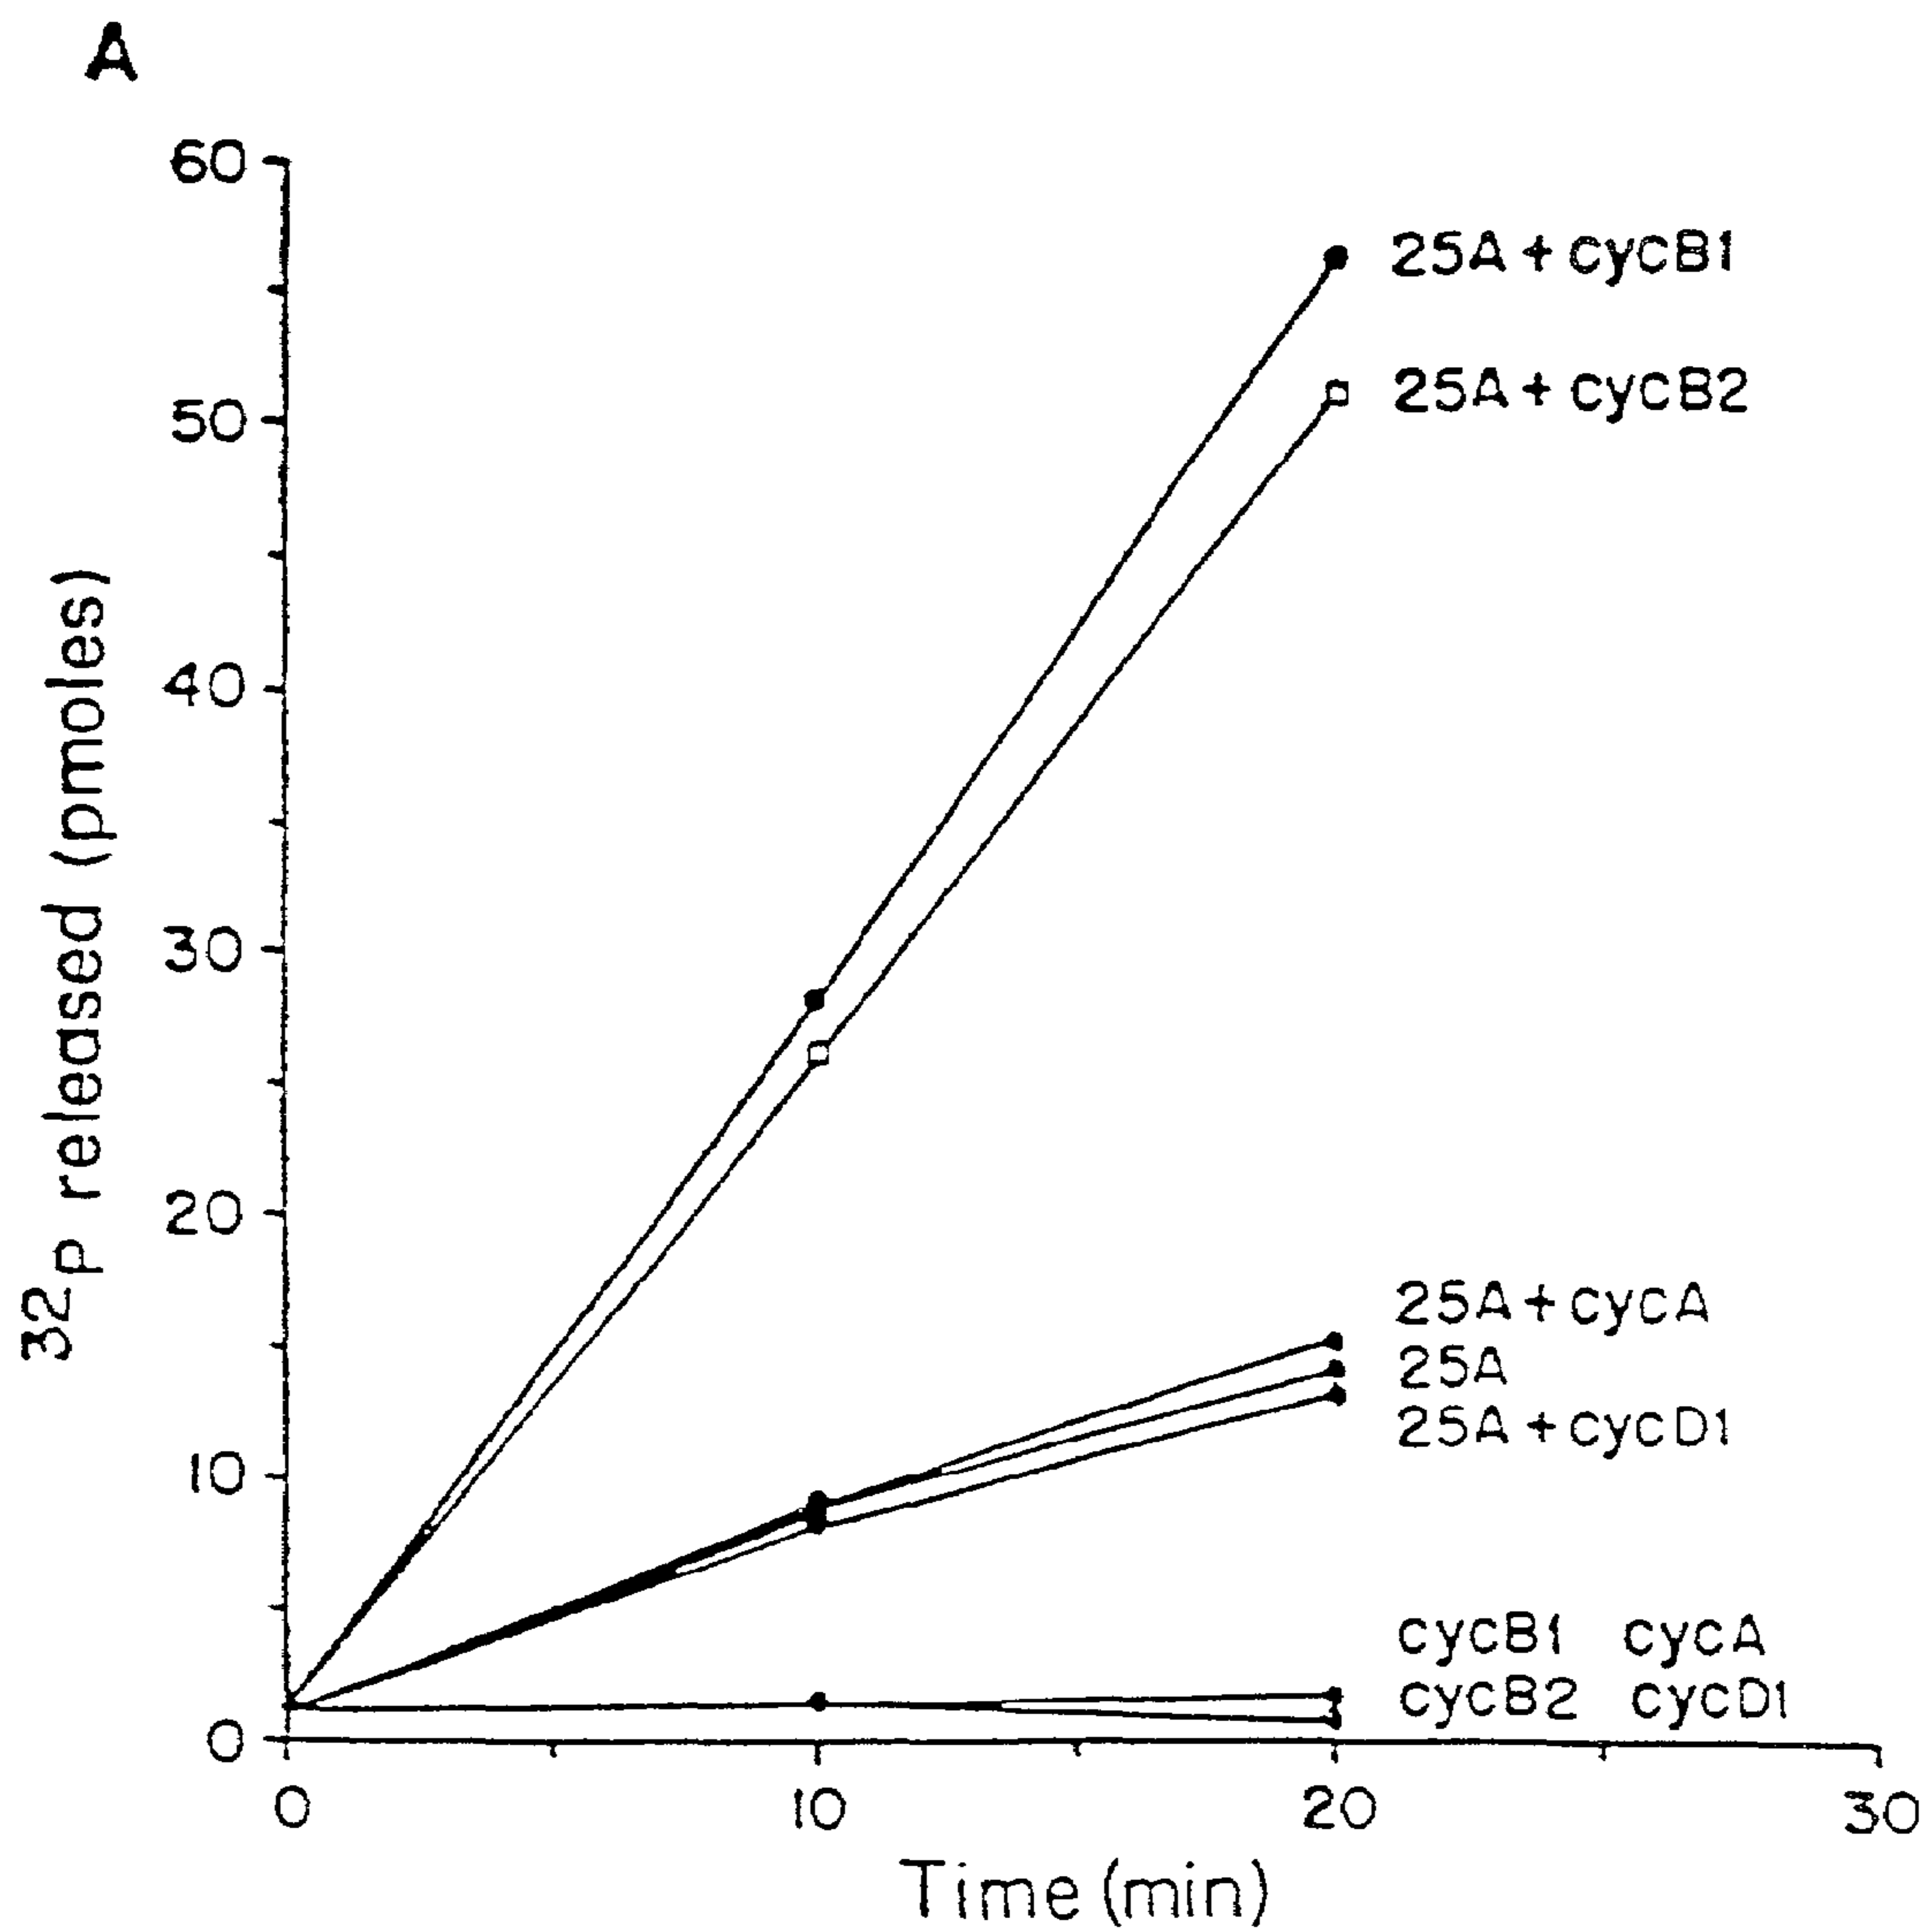 A
60
25A + cycB1
25A + cycB2
50
40
30
20
10
0
32P released (pmoles)
25A + cycA
25A
25A + cycD1
cycB1 cycA
cycB2 cycD1
0 10 20 30
Time (min)